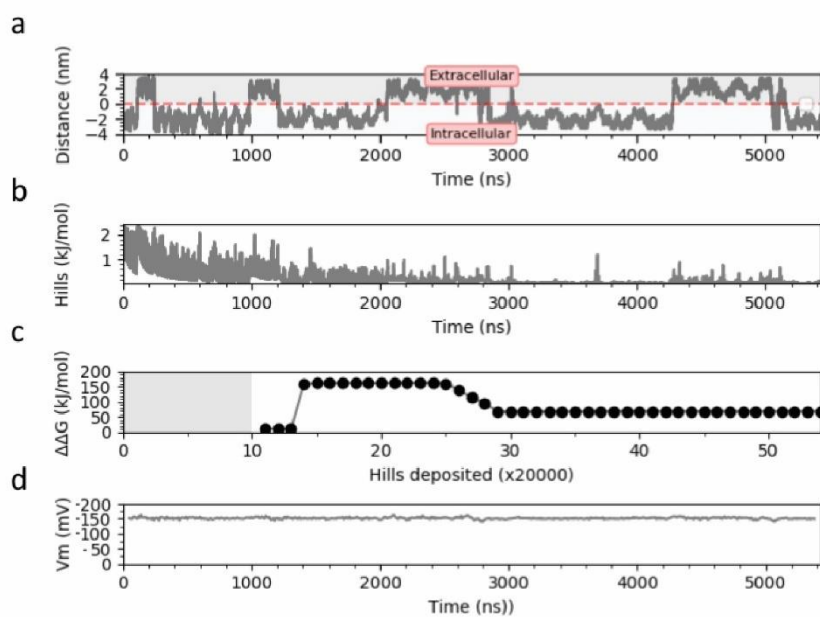 a
Distance (nm)
4
2
0
−2
−4
Extracellular
Intracellular
0 1000 2000 3000 4000 5000
Time (ns)
b
Hills (kJ/mol)
2
1
0 1000 2000 3000 4000 5000
Time (ns)
c
ΔΔG (kJ/mol)
200
150
100
50
0
0 10 20 30 40 50
Hills deposited (x20000)
d
Vm (mV)
-200
-150
-100
-50
0
0 1000 2000 3000 4000 5000
Time (ns))